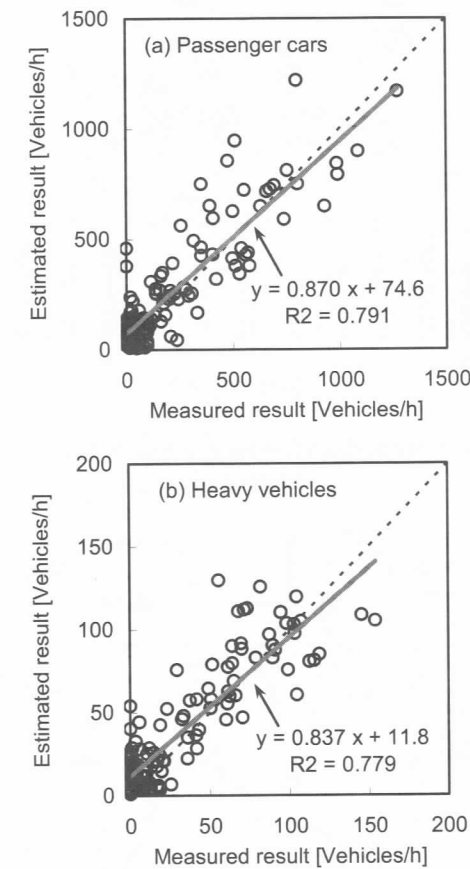 1500
(a) Passenger cars
1000
500
0
Estimated result [Vehicles/h]
y = 0.870 x + 74.6
R2 = 0.791
0 500 1000 1500
Measured result [Vehicles/h]
200
(b) Heavy vehicles
150
100
50
0
Estimated result [Vehicles/h]
y = 0.837 x + 11.8
R2 = 0.779
0 50 100 150 200
Measured result [Vehicles/h]